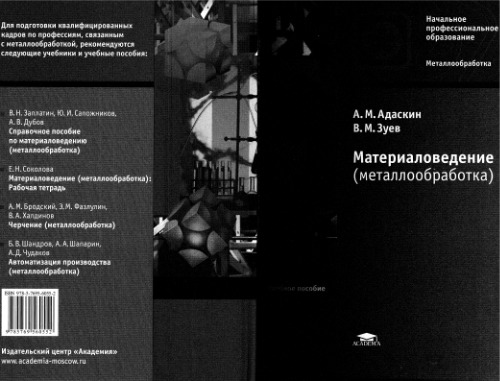 Для подготовки квалифицированных
кадров по профессиям, связанным
с металлообработкой, рекомендуются
следующие учебники и учебные пособия:
В. Н. Заплатин, Ю. И. Сапожников,
А. В. Дубов
Справочное пособие
по материаловедению
(металлообработка)
Е. Н. Соколова
Материаловедение (металлообработка):
Рабочая тетрадь
А. М. Бродский, Э. М. Фазлулин,
В. А. Халдинов
Черчение (металлообработка)
Б. В. Шандров, А. А. Шапарин,
А. Д. Чудаков
Автоматизация производства
(металлообработка)
Издательский центр «Академия»
www.academia-moscow.ru
Начальное
профессиональное
образование
Металлообработка
А. М. Адаскин
В. М. Зуев
Материаловедение
(металлообработка)
пособие
ACADEMIA